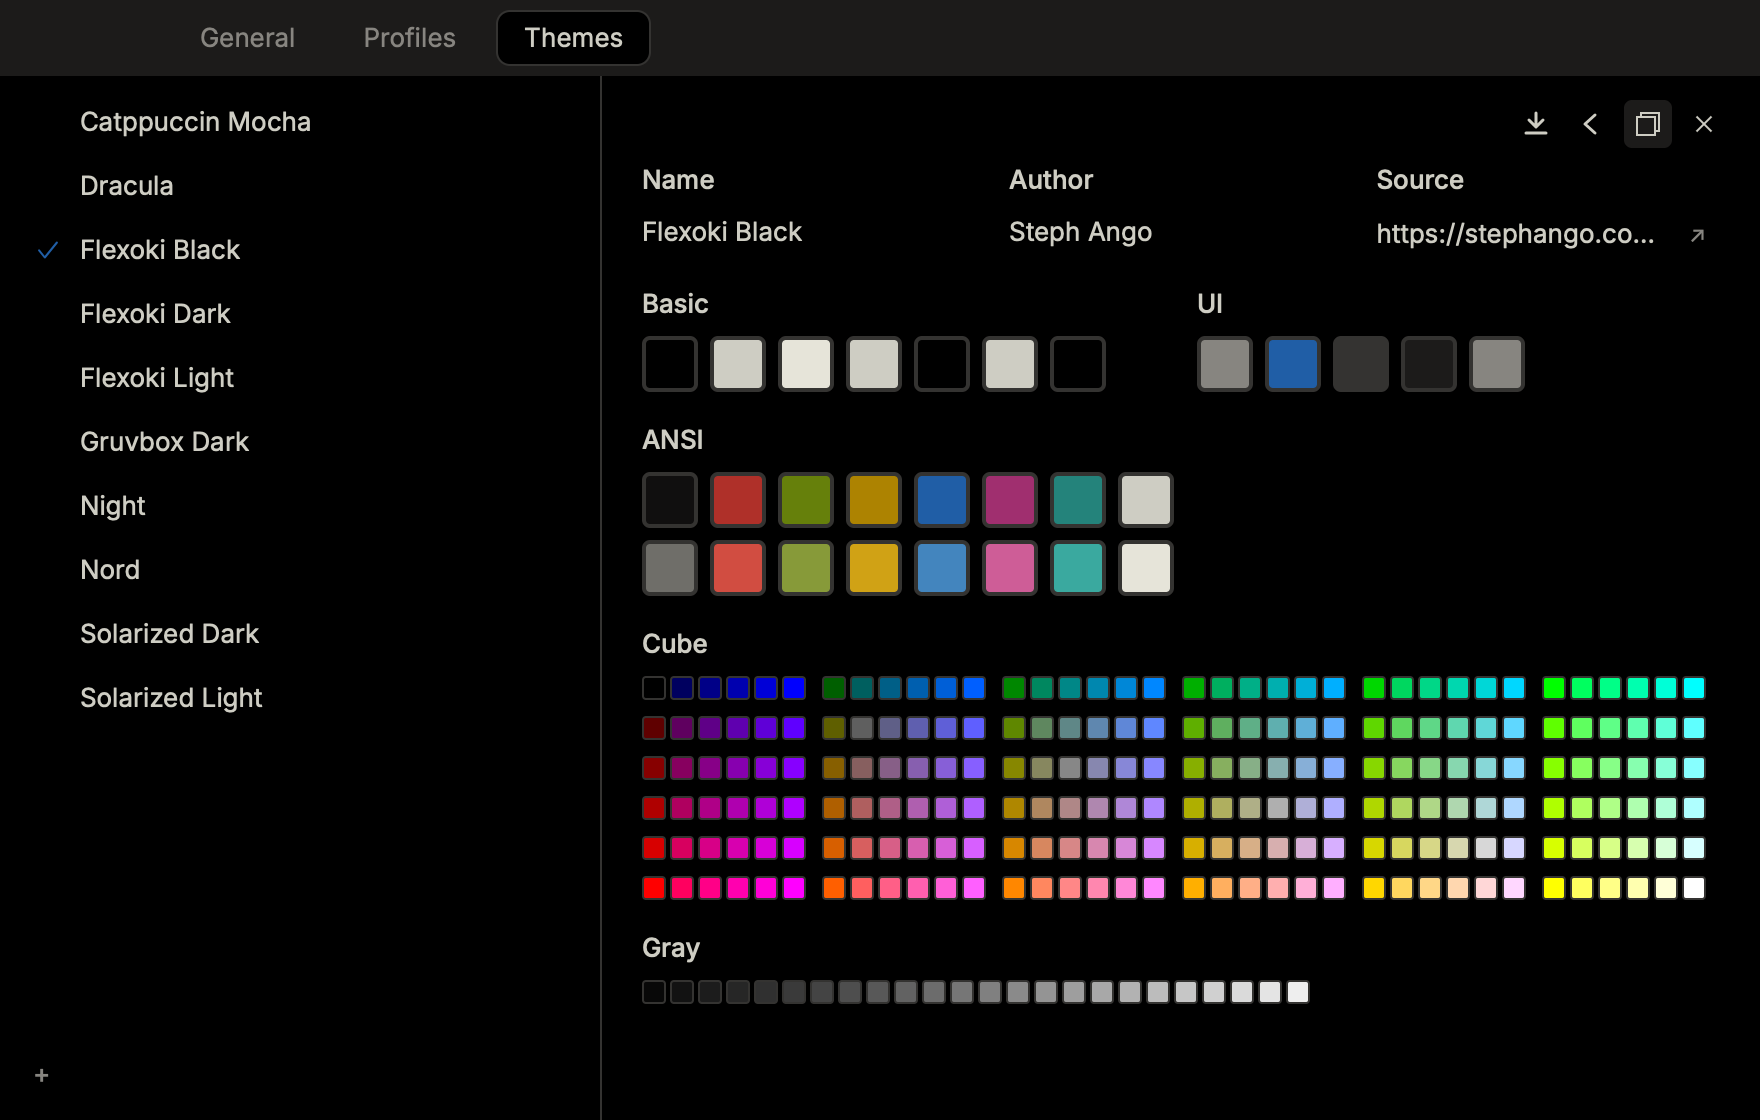 General
Profiles
Themes
Catppuccin Mocha
Dracula
Flexoki Black
Flexoki Dark
Flexoki Light
Gruvbox Dark
Night
Nord
Solarized Dark
Solarized Light
+
Name
Author
Source
Flexoki Black
Steph Ango
https://stephango.co...
Basic
UI
ANSI
Cube
Gray